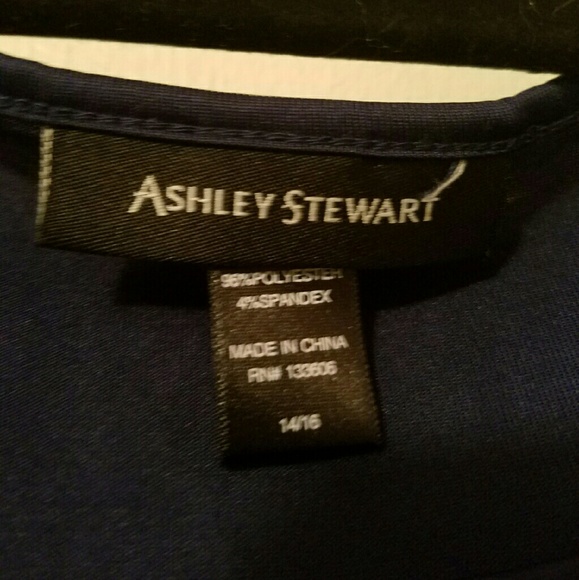 ASHLEY STEWART
96%POLYESTER
4%SPANDEX
MADE IN CHINA
RN# 133606
14/16